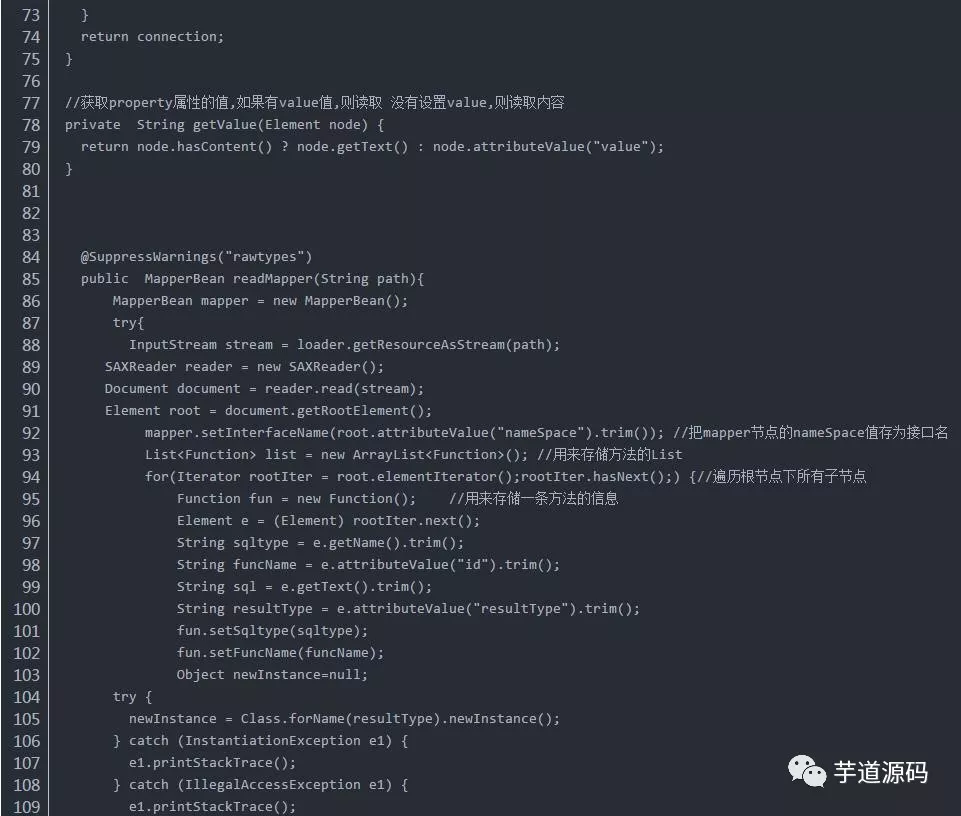 73     }
74     return connection;
75   }
76
77   //获取property属性的值,如果有value值,则读取 没有设置value,则读取内容
78   private  String getValue(Element node) {
79     return node.hasContent() ? node.getText() : node.attributeValue("value");
80   }
81
82
83
84     @SuppressWarnings("rawtypes")
85     public  MapperBean readMapper(String path){
86         MapperBean mapper = new MapperBean();
87         try{
88           InputStream stream = loader.getResourceAsStream(path);
89        SAXReader reader = new SAXReader();
90        Document document = reader.read(stream);
91        Element root = document.getRootElement();
92             mapper.setInterfaceName(root.attributeValue("nameSpace").trim()); //把mapper节点的nameSpace值存为接口名
93             List<Function> list = new ArrayList<Function>(); //用来存储方法的List
94             for(Iterator rootIter = root.elementIterator();rootIter.hasNext();) {//遍历根节点下所有子节点
95                 Function fun = new Function();    //用来存储一条方法的信息
96                 Element e = (Element) rootIter.next();
97                 String sqltype = e.getName().trim();
98                 String funcName = e.attributeValue("id").trim();
99                 String sql = e.getText().trim();
100                 String resultType = e.attributeValue("resultType").trim();
101                 fun.setSqltype(sqltype);
102                 fun.setFuncName(funcName);
103                 Object newInstance=null;
104         try {
105           newInstance = Class.forName(resultType).newInstance();
106         } catch (InstantiationException e1) {
107           e1.printStackTrace();
108         } catch (IllegalAccessException e1) {
109           e1.printStackTrace();
芋道源码